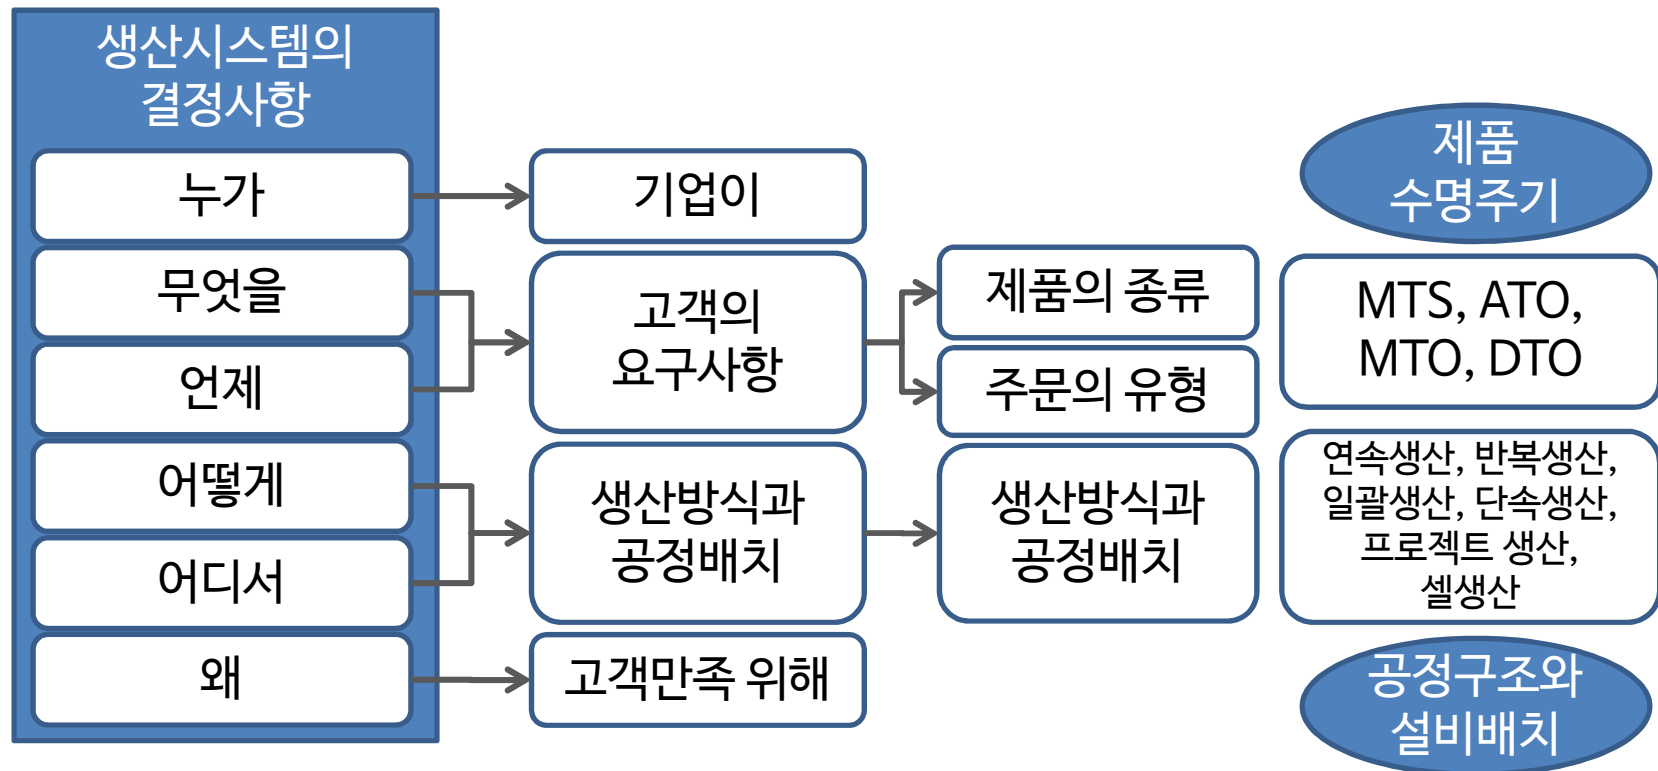 생산시스템의
결정사항
누가
무엇을
언제
어떻게
어디서
왜
기업이
고객의
요구사항
생산방식과
공정배치
고객만족 위해
제품의 종류
주문의 유형
생산방식과
공정배치
제품
수명주기
MTS, ATO,
MTO, DTO
연속생산, 반복생산,
일괄생산, 단속생산,
프로젝트 생산,
셀생산
공정구조와
설비배치